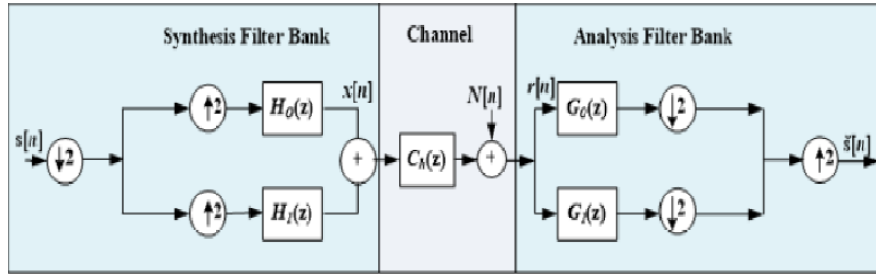 Synthesis Filter Bank
Channel
Analysis Filter Bank
s[n]
↓2
↑2
H₀(z)
x[n]
↑2
H₁(z)
+
Cₕ(z)
N[n]
+
r[n]
G₀(z)
↓2
G₁(z)
↓2
↑2
s̃[n]